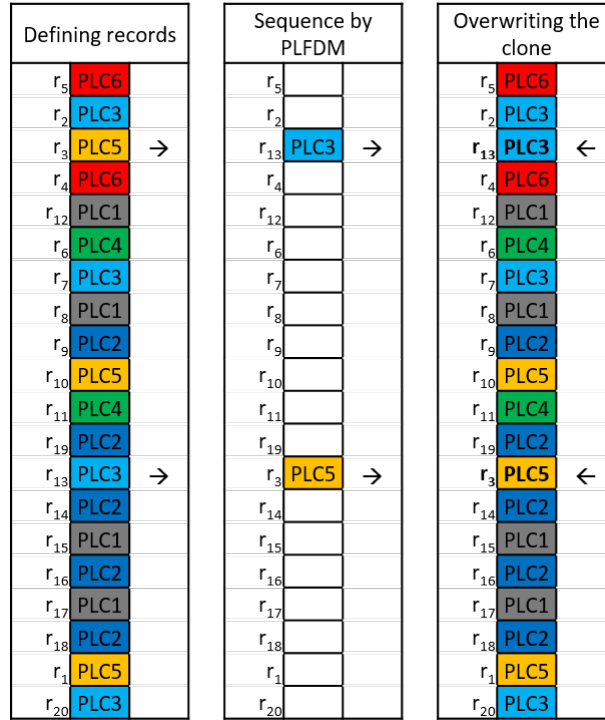 Defining records
r5 PLC6
r2 PLC3
r3 PLC5 →
r4 PLC6
r12 PLC1
r6 PLC4
r7 PLC3
r8 PLC1
r9 PLC2
r10 PLC5
r11 PLC4
r19 PLC2
r13 PLC3 →
r14 PLC2
r15 PLC1
r16 PLC2
r17 PLC1
r18 PLC2
r1 PLC5
r20 PLC3
Sequence by
PLFDM
r5
r2
r13 PLC3 →
r4
r12
r6
r7
r8
r9
r10
r11
r19
r3 PLC5 →
r14
r15
r16
r17
r18
r1
r20
Overwriting the
clone
r5 PLC6
r2 PLC3
r13 PLC3 ←
r4 PLC6
r12 PLC1
r6 PLC4
r7 PLC3
r8 PLC1
r9 PLC2
r10 PLC5
r11 PLC4
r19 PLC2
r3 PLC5 ←
r14 PLC2
r15 PLC1
r16 PLC2
r17 PLC1
r18 PLC2
r1 PLC5
r20 PLC3